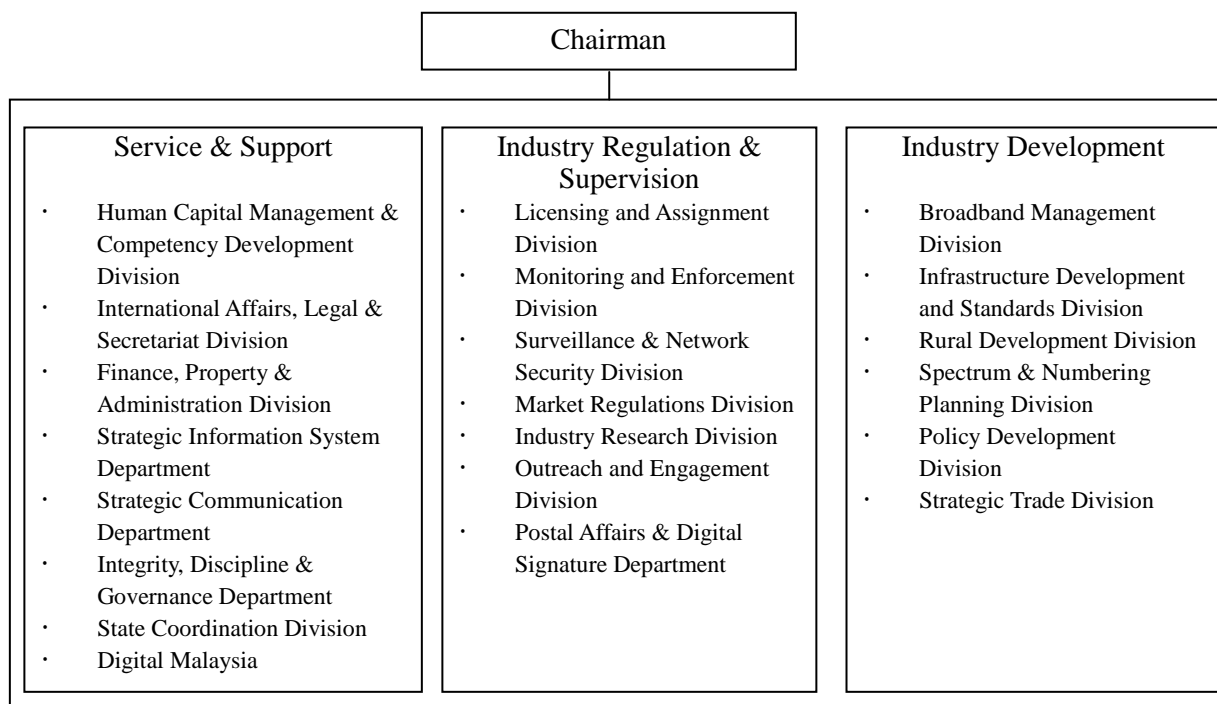 Chairman
Service & Support
· Human Capital Management &
Competency Development
Division
· International Affairs, Legal &
Secretariat Division
· Finance, Property &
Administration Division
· Strategic Information System
Department
· Strategic Communication
Department
· Integrity, Discipline &
Governance Department
· State Coordination Division
· Digital Malaysia
Industry Regulation &
Supervision
· Licensing and Assignment
Division
· Monitoring and Enforcement
Division
· Surveillance & Network
Security Division
· Market Regulations Division
· Industry Research Division
· Outreach and Engagement
Division
· Postal Affairs & Digital
Signature Department
Industry Development
· Broadband Management
Division
· Infrastructure Development
and Standards Division
· Rural Development Division
· Spectrum & Numbering
Planning Division
· Policy Development
Division
· Strategic Trade Division